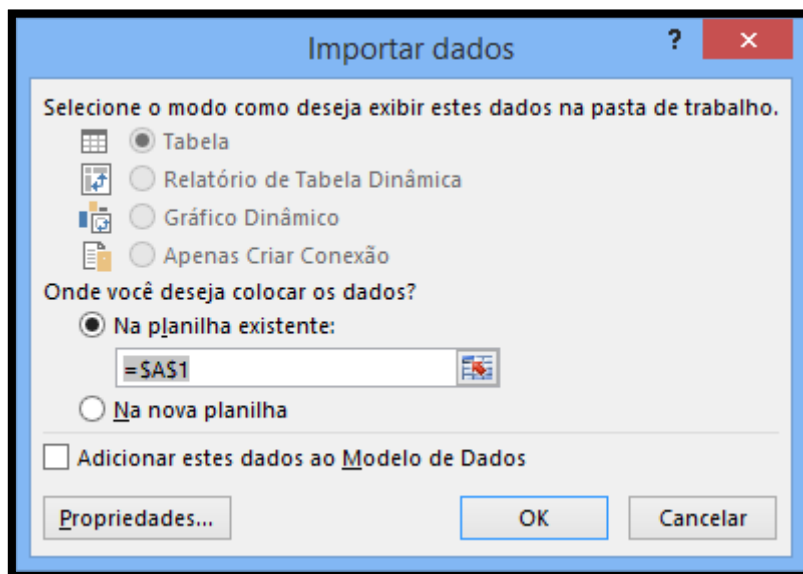 Importar dados
?
Selecione o modo como deseja exibir estes dados na pasta de trabalho.
Tabela
Relatório de Tabela Dinâmica
Gráfico Dinâmico
Apenas Criar Conexão
Onde você deseja colocar os dados?
Na planilha existente:
=$A$1
Na nova planilha
Adicionar estes dados ao Modelo de Dados
Propriedades... OK Cancelar